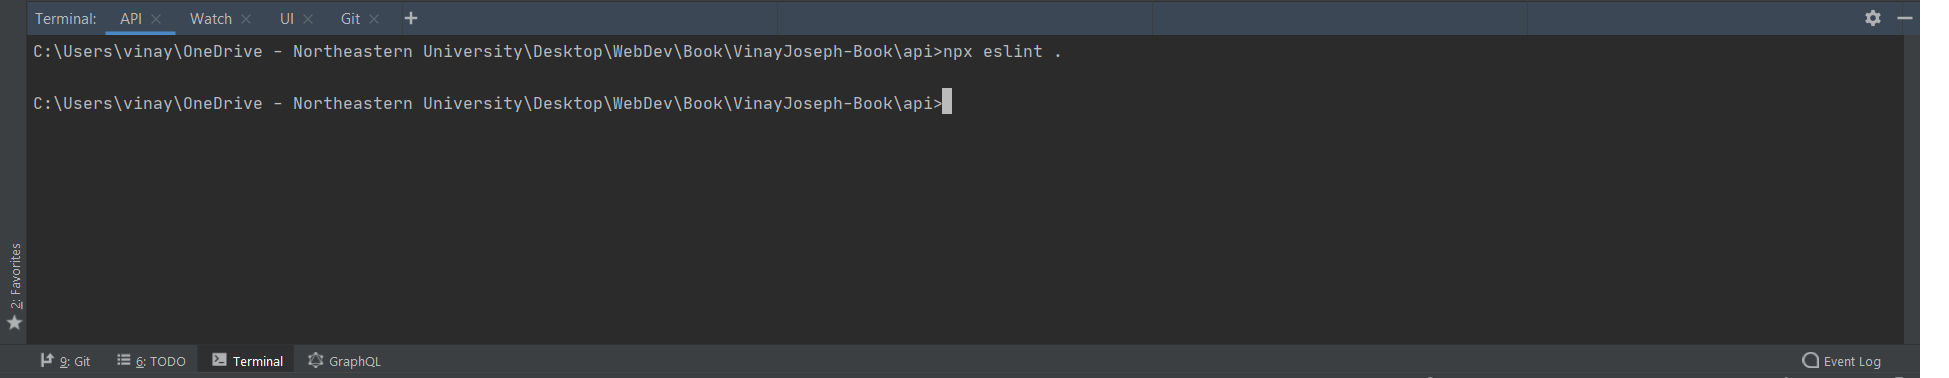 Terminal: API × Watch × UI × Git × +
C:\Users\vinay\OneDrive - Northeastern University\Desktop\WebDev\Book\VinayJoseph-Book\api>npx eslint .
C:\Users\vinay\OneDrive - Northeastern University\Desktop\WebDev\Book\VinayJoseph-Book\api>
2: Favorites
9: Git 6: TODO Terminal GraphQL Event Log